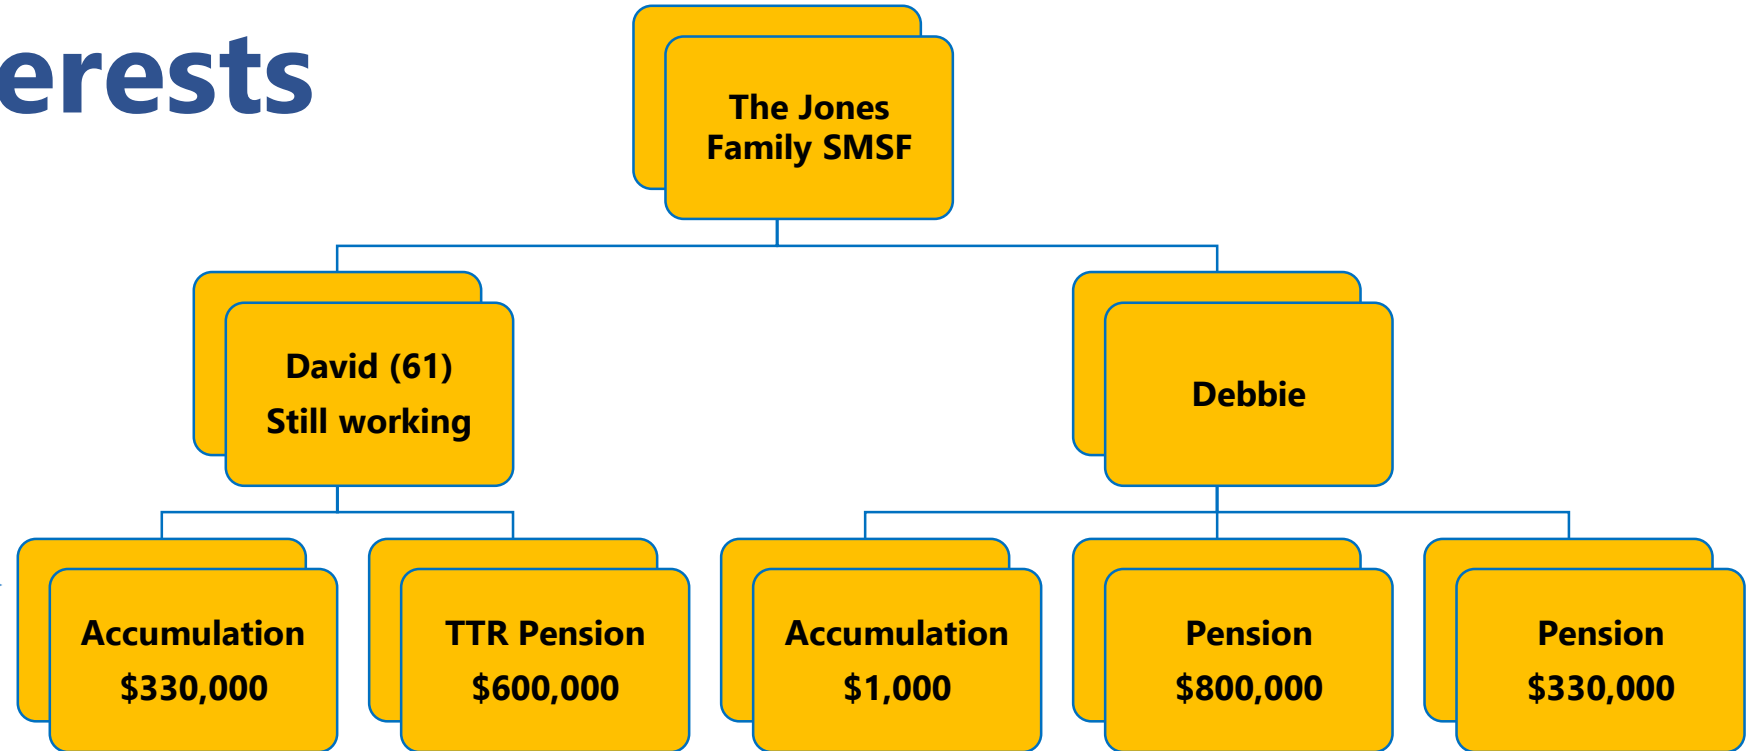 erests
The Jones
Family SMSF
David (61)
Still working
Debbie
Accumulation
$330,000
TTR Pension
$600,000
Accumulation
$1,000
Pension
$800,000
Pension
$330,000